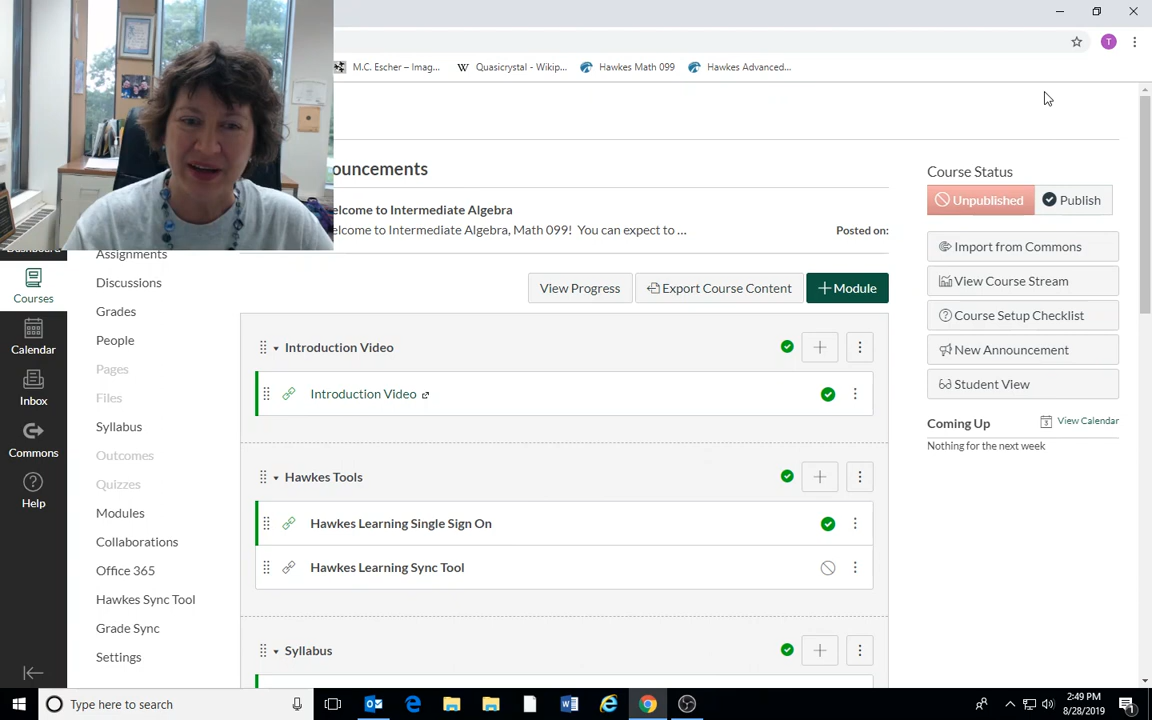 M.C. Escher – Imag...
Quasicrystal - Wikip...
Hawkes Math 099
Hawkes Advanced...
T
ouncements
elcome to Intermediate Algebra
elcome to Intermediate Algebra, Math 099!  You can expect to ...
Posted on:
Course Status
Unpublished
Publish
Import from Commons
View Course Stream
Course Setup Checklist
New Announcement
Student View
Coming Up
View Calendar
Nothing for the next week
View Progress
Export Course Content
+ Module
Introduction Video
Introduction Video
Hawkes Tools
Hawkes Learning Single Sign On
Hawkes Learning Sync Tool
Syllabus
Courses
Calendar
Inbox
Commons
Help
Assignments
Discussions
Grades
People
Pages
Files
Syllabus
Outcomes
Quizzes
Modules
Collaborations
Office 365
Hawkes Sync Tool
Grade Sync
Settings
Type here to search
2:49 PM
8/28/2019